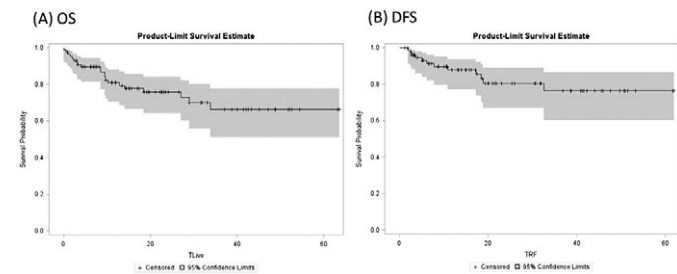 (A) OS
Product-Limit Survival Estimate
1.0
0.8
0.6
0.4
0.2
0.0
Survival Probability
0
20
40
60
TLive
+ Censored 95% Confidence Limits
(B) DFS
Product-Limit Survival Estimate
1.0
0.8
0.6
0.4
0.2
0.0
Survival Probability
0
20
40
60
TRF
+ Censored 95% Confidence Limits